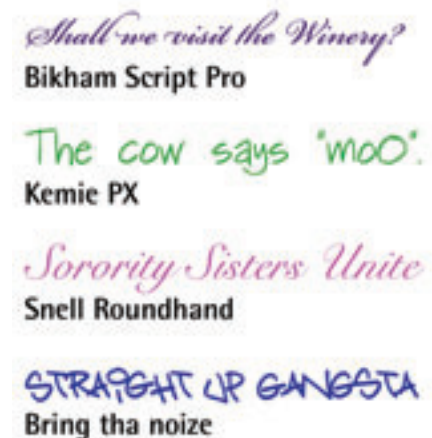 Shall we visit the Winery?
Bikham Script Pro
The cow says "moO".
Kemie PX
Sorority Sisters Unite
Snell Roundhand
STRAIGHT UP GANGSTA
Bring tha noize